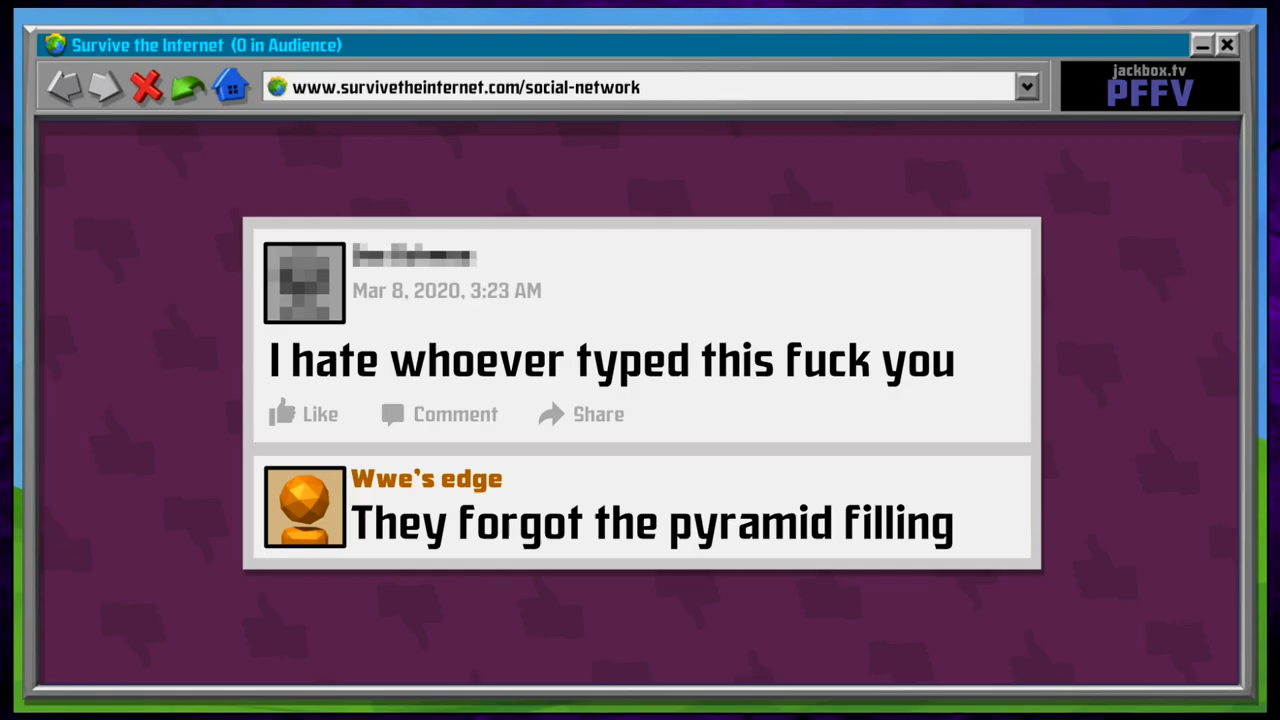 Survive the Internet (0 in Audience)
www.survivetheinternet.com/social-network
jackbox.tv
PFFV
Mar 8, 2020, 3:23 AM
I hate whoever typed this fuck you
Like Comment Share
Wwe's edge
They forgot the pyramid filling